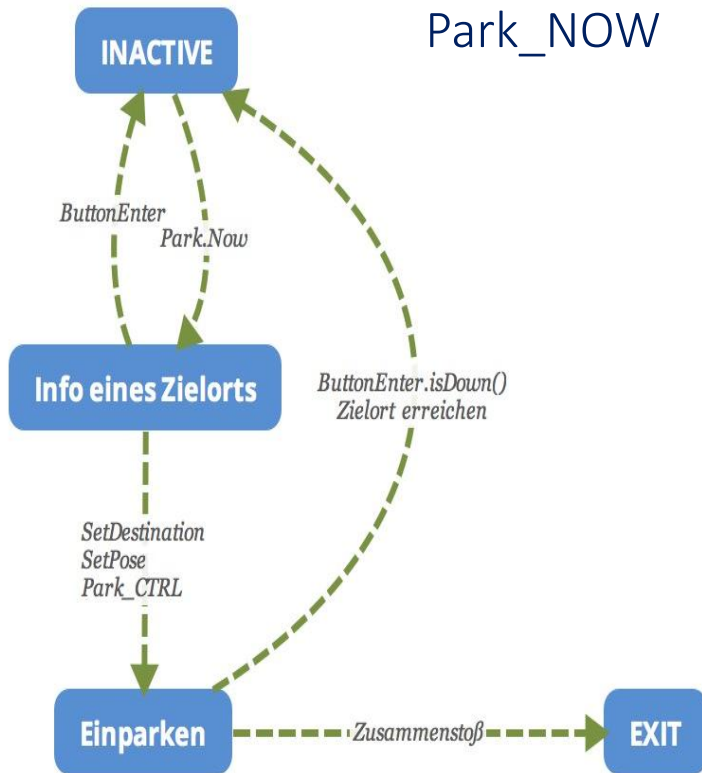 Park_NOW
INACTIVE
ButtonEnter
Park.Now
Info eines Zielorts
ButtonEnter.isDown()
Zielort erreichen
SetDestination
SetPose
Park_CTRL
Einparken
Zusammenstoß
EXIT